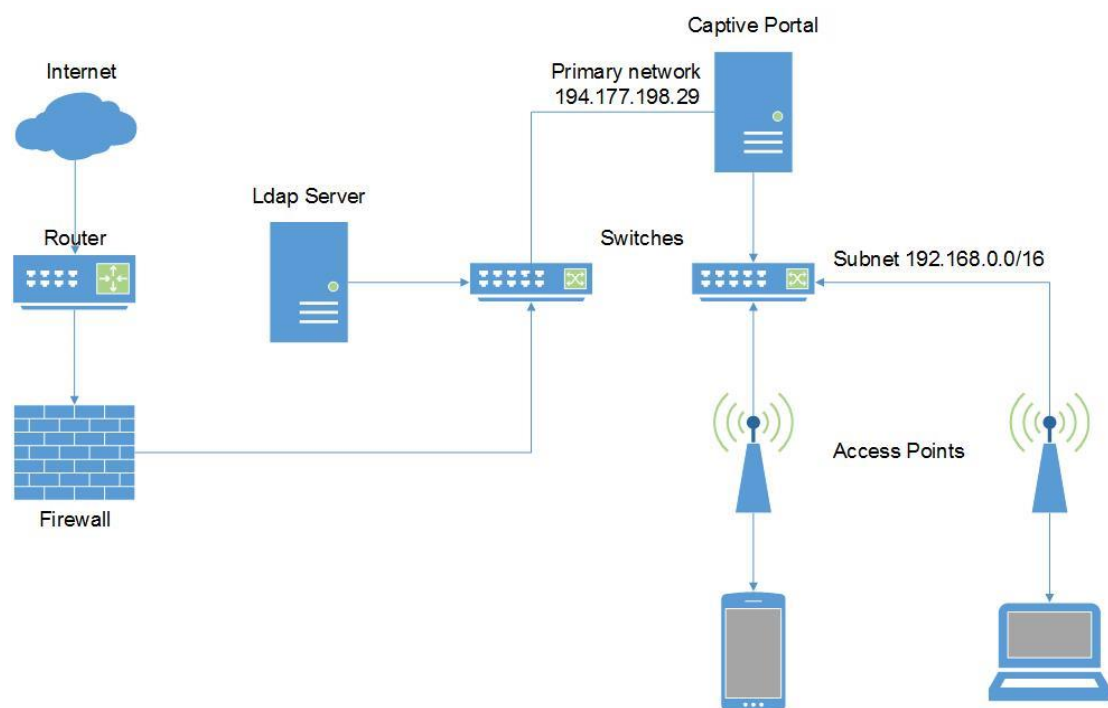 Captive Portal
Internet
Primary network
194.177.198.29
Ldap Server
Router
Switches
Subnet 192.168.0.0/16
Access Points
Firewall